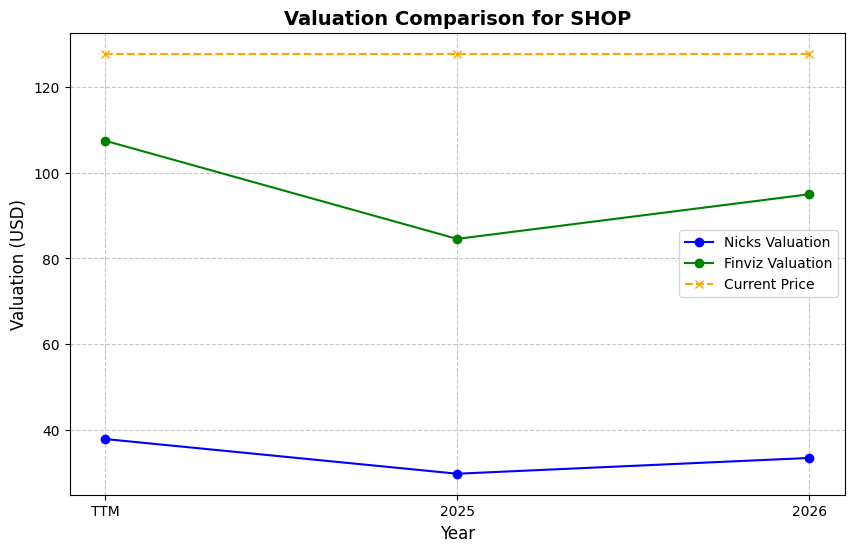 Valuation Comparison for SHOP
Valuation (USD)
120
100
80
60
40
Nicks Valuation
Finviz Valuation
Current Price
TTM
2025
2026
Year